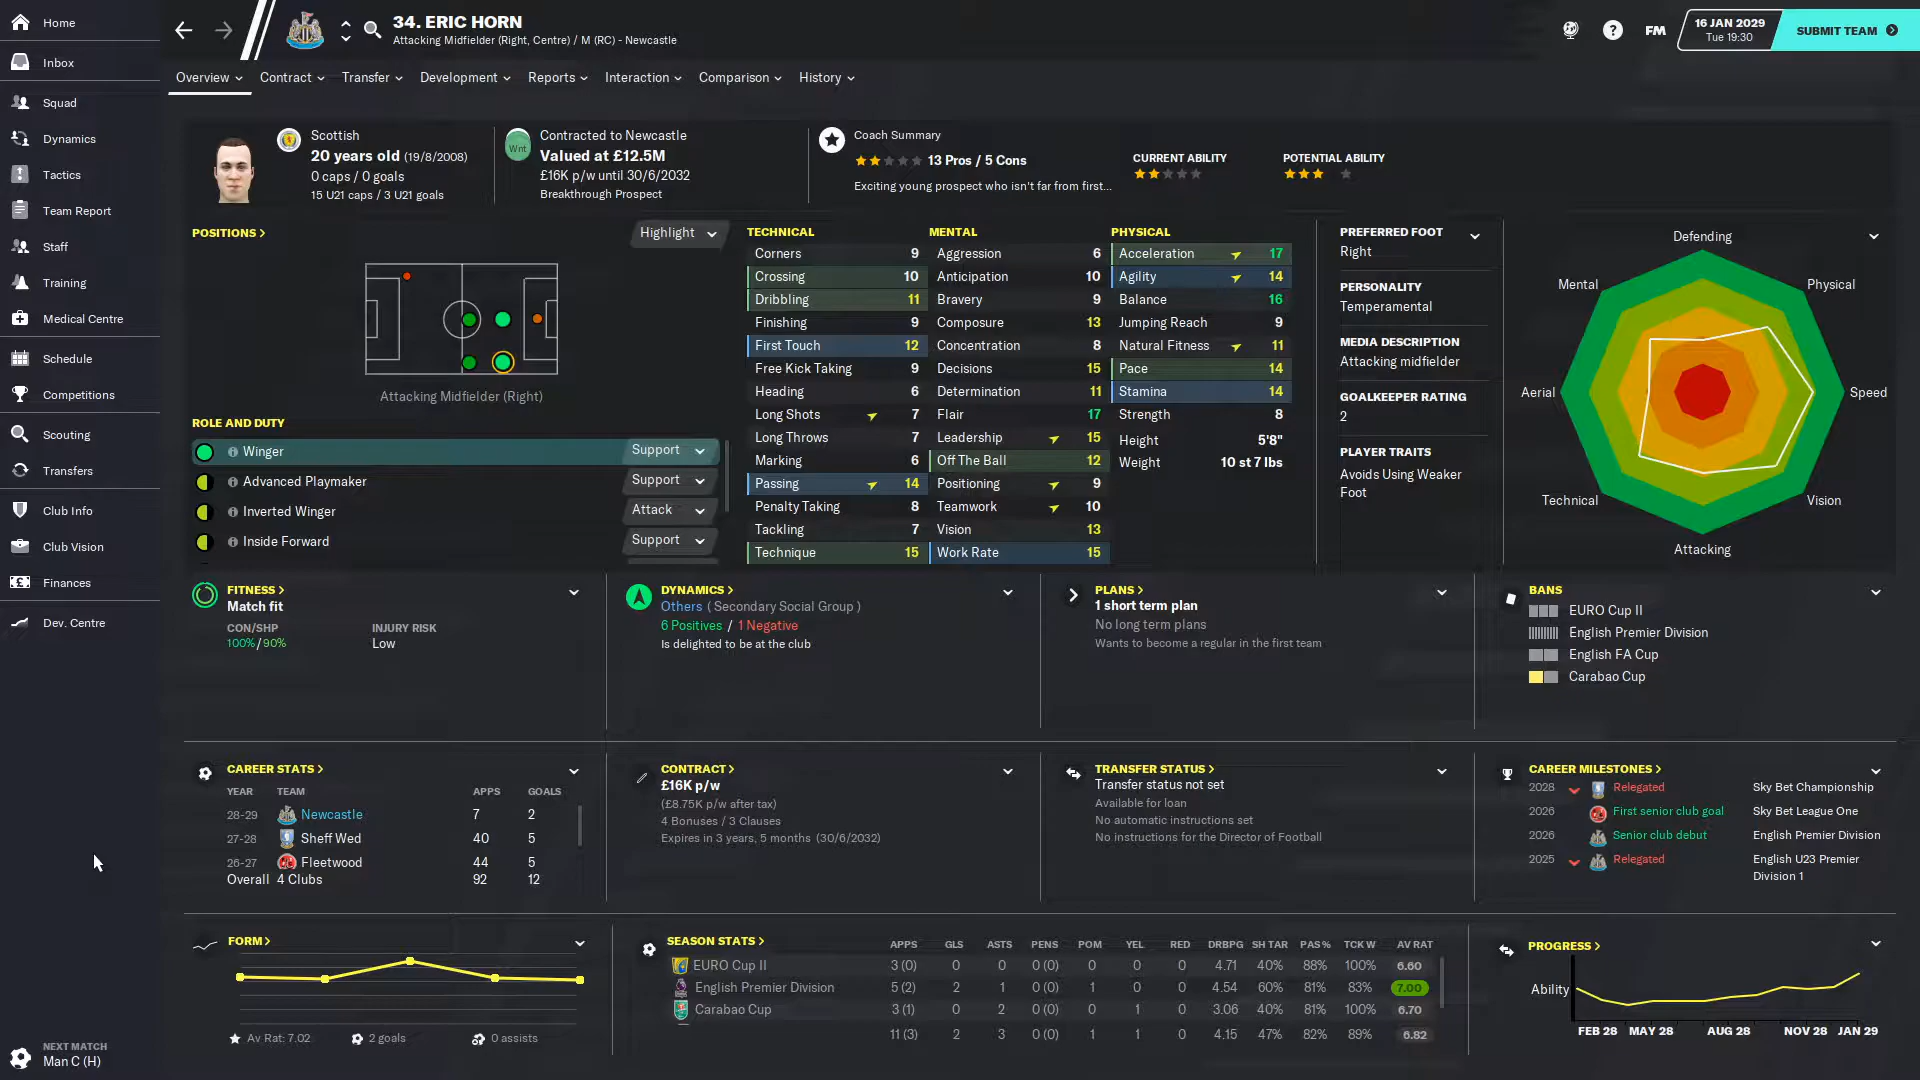 Home
Inbox
Squad
Dynamics
Tactics
Team Report
Staff
Training
Medical Centre
Schedule
Competitions
Scouting
Transfers
Club Info
Club Vision
Finances
Dev. Centre
NEXT MATCH
Man C (H)
34. ERIC HORN
Attacking Midfielder (Right, Centre) / M (RC) - Newcastle
FM
16 JAN 2029
Tue 19:30
SUBMIT TEAM
Overview Contract Transfer Development Reports Interaction Comparison History
Scottish
20 years old (19/8/2008)
0 caps / 0 goals
15 U21 caps / 3 U21 goals
Wnt
Contracted to Newcastle
Valued at £12.5M
£16K p/w until 30/6/2032
Breakthrough Prospect
Coach Summary
13 Pros / 5 Cons
Exciting young prospect who isn't far from first...
CURRENT ABILITY
POTENTIAL ABILITY
POSITIONS >
Highlight
Attacking Midfielder (Right)
ROLE AND DUTY
Winger Support
Advanced Playmaker Support
Inverted Winger Attack
Inside Forward Support
TECHNICAL
Corners 9
Crossing 10
Dribbling 11
Finishing 9
First Touch 12
Free Kick Taking 9
Heading 6
Long Shots 7
Long Throws 7
Marking 6
Passing 14
Penalty Taking 8
Tackling 7
Technique 15
MENTAL
Aggression 6
Anticipation 10
Bravery 9
Composure 13
Concentration 8
Decisions 15
Determination 11
Flair 17
Leadership 15
Off The Ball 12
Positioning 9
Teamwork 10
Vision 13
Work Rate 15
PHYSICAL
Acceleration 17
Agility 14
Balance 16
Jumping Reach 9
Natural Fitness 11
Pace 14
Stamina 14
Strength 8
Height 5'8"
Weight 10 st 7 lbs
PREFERRED FOOT
Right
PERSONALITY
Temperamental
MEDIA DESCRIPTION
Attacking midfielder
GOALKEEPER RATING
2
PLAYER TRAITS
Avoids Using Weaker
Foot
Defending
Physical
Speed
Vision
Attacking
Technical
Aerial
Mental
FITNESS >
Match fit
CON/SHP
100%/90%
INJURY RISK
Low
DYNAMICS >
Others ( Secondary Social Group )
6 Positives / 1 Negative
Is delighted to be at the club
PLANS >
1 short term plan
No long term plans
Wants to become a regular in the first team
BANS
EURO Cup II
English Premier Division
English FA Cup
Carabao Cup
CAREER STATS >
YEAR TEAM APPS GOALS
28-29 Newcastle 7 2
27-28 Sheff Wed 40 5
26-27 Fleetwood 44 5
Overall 4 Clubs 92 12
CONTRACT >
£16K p/w
(£8.75K p/w after tax)
4 Bonuses / 3 Clauses
Expires in 3 years, 5 months (30/6/2032)
TRANSFER STATUS >
Transfer status not set
Available for loan
No automatic instructions set
No instructions for the Director of Football
CAREER MILESTONES >
2028 Relegated Sky Bet Championship
2026 First senior club goal Sky Bet League One
2026 Senior club debut English Premier Division
2025 Relegated English U23 Premier
Division 1
FORM >
Av Rat: 7.02 2 goals 0 assists
SEASON STATS > APPS GLS ASTS PENS POM YEL RED DRBPG SH TAR PAS % TCK W AV RAT
EURO Cup II 3 (0) 0 0 0 (0) 0 0 0 4.71 40% 88% 100% 6.60
English Premier Division 5 (2) 2 1 0 (0) 1 0 0 4.54 60% 81% 83% 7.00
Carabao Cup 3 (1) 0 2 0 (0) 0 1 0 3.06 40% 81% 100% 6.70
11 (3) 2 3 0 (0) 1 1 0 4.15 47% 82% 89% 6.82
PROGRESS >
Ability
FEB 28 MAY 28 AUG 28 NOV 28 JAN 29